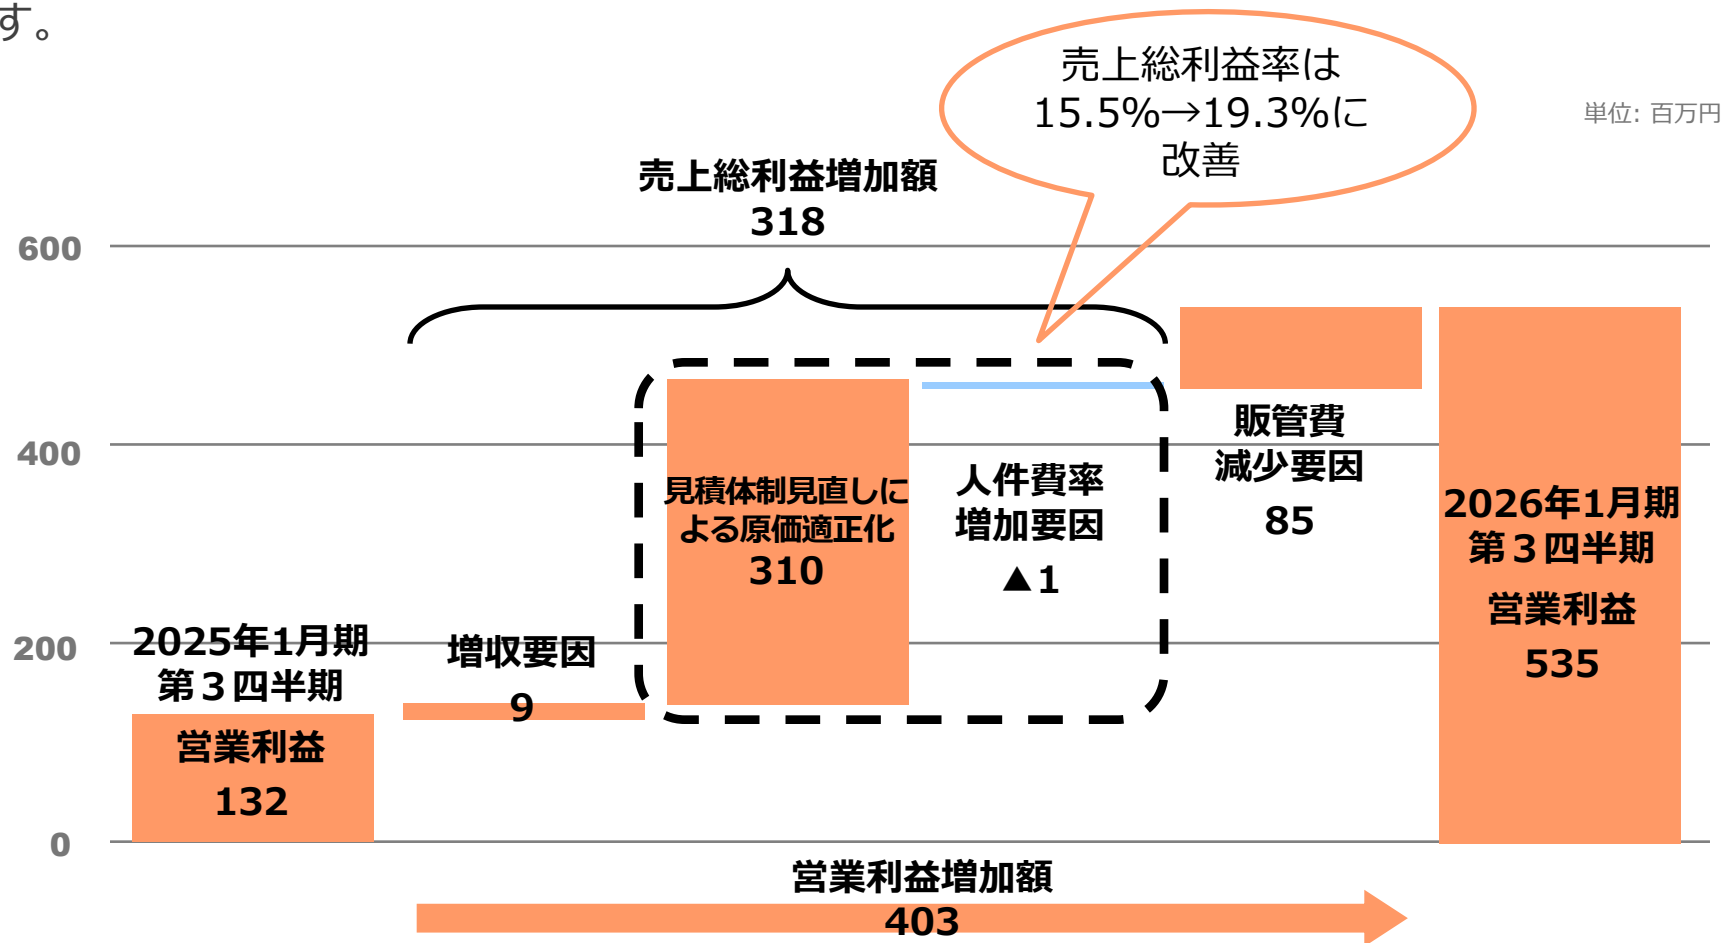 す。
売上総利益率は
15.5%→19.3%に
改善
単位: 百万円
売上総利益増加額
318
600
400
200
0
2025年1月期
第３四半期
営業利益
132
増収要因
9
見積体制見直しに
よる原価適正化
310
人件費率
増加要因
▲1
販管費
減少要因
85
2026年1月期
第３四半期
営業利益
535
営業利益増加額
403